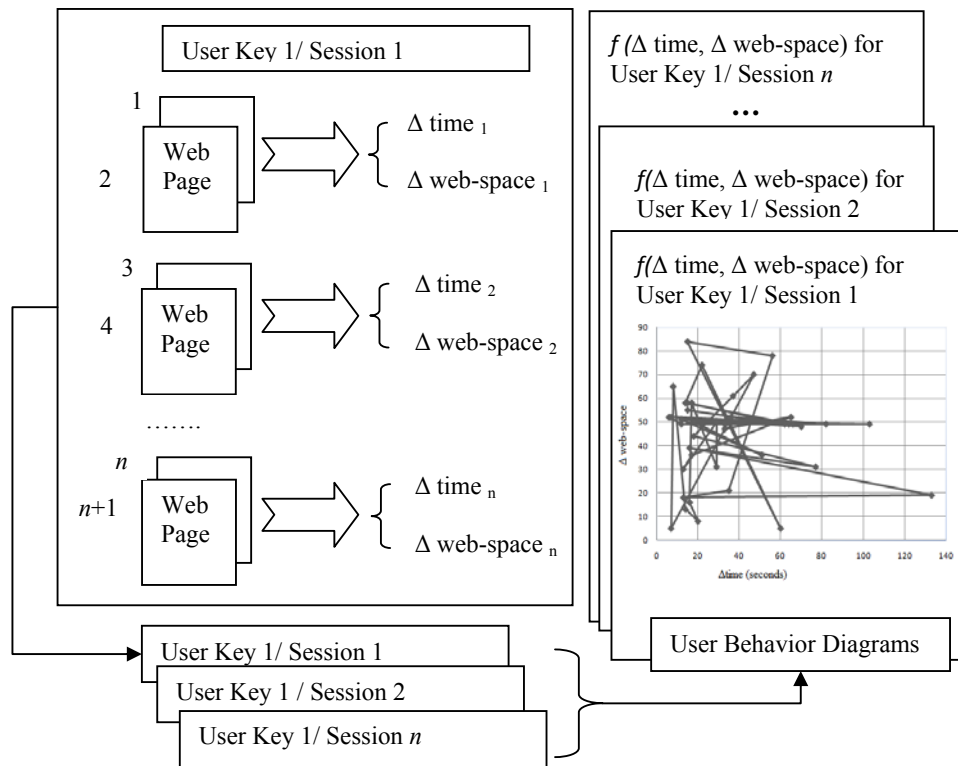 User Key 1/ Session 1
1
2
Web
Page
Δ time 1
Δ web-space 1
3
4
Web
Page
Δ time 2
Δ web-space 2
.......
n
n+1
Web
Page
Δ time n
Δ web-space n
User Key 1/ Session 1
User Key 1 / Session 2
User Key 1/ Session n
f (Δ time, Δ web-space) for
User Key 1/ Session n
...
f(Δ time, Δ web-space) for
User Key 1/ Session 2
f(Δ time, Δ web-space) for
User Key 1/ Session 1
90
80
70
60
50
40
30
20
10
0
Δ web-space
0 20 40 60 80 100 120 140
Δtime (seconds)
User Behavior Diagrams